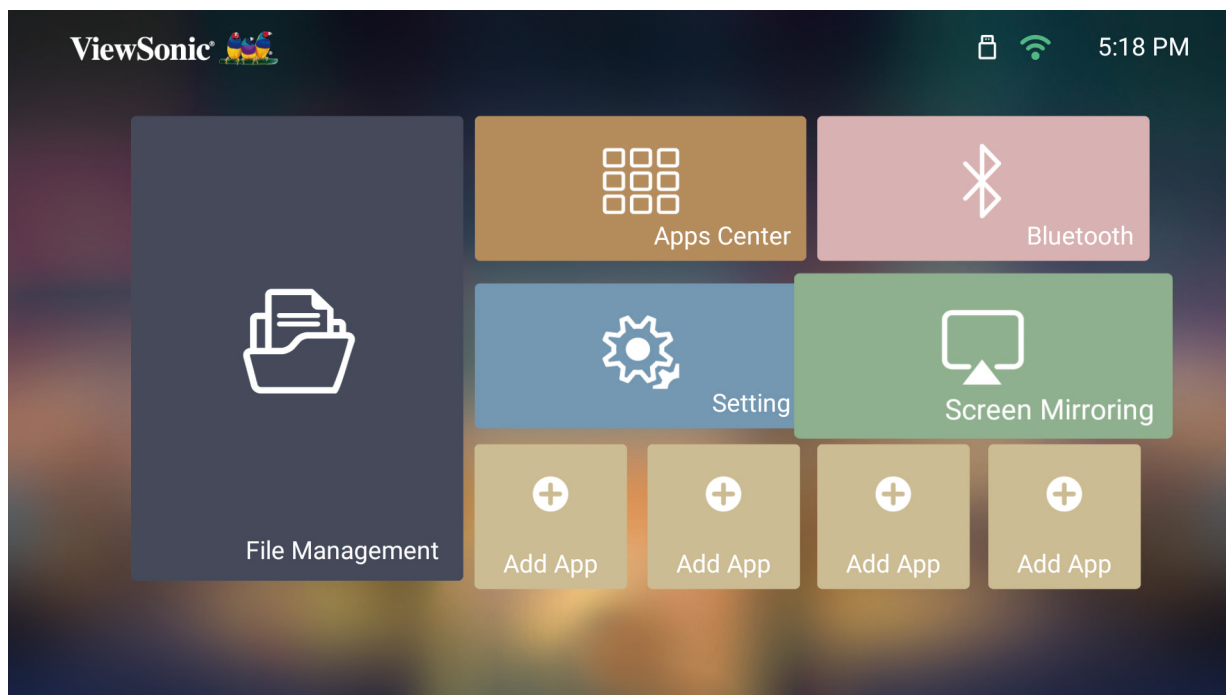 ViewSonic®
5:18 PM
Apps Center
Bluetooth
Setting
Screen Mirroring
File Management
Add App
Add App
Add App
Add App